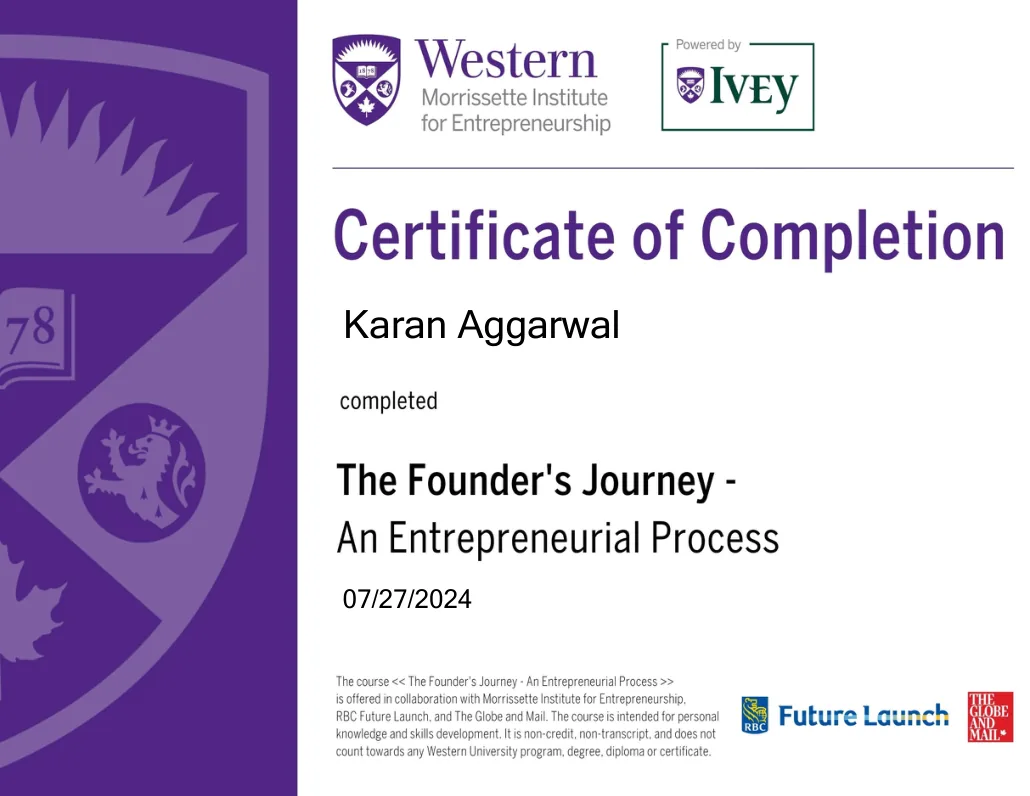 Western
Morrissette Institute
for Entrepreneurship
Powered by
IVEY
Certificate of Completion
Karan Aggarwal
completed
The Founder's Journey -
An Entrepreneurial Process
07/27/2024
The course << The Founder's Journey - An Entrepreneurial Process >>
is offered in collaboration with Morrissette Institute for Entrepreneurship,
RBC Future Launch, and The Globe and Mail. The course is intended for personal
knowledge and skills development. It is non-credit, non-transcript, and does not
count towards any Western University program, degree, diploma or certificate.
RBC
Future Launch
THE
GLOBE
AND
MAIL
78